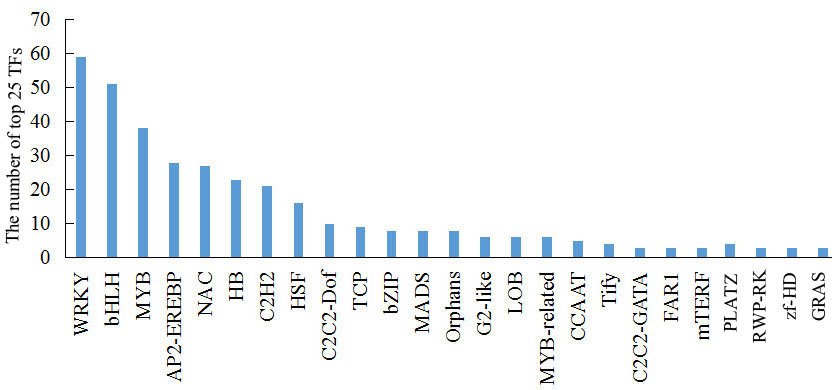 The number of top 25 TFs
70
60
50
40
30
20
10
0
WRKY
bHLH
MYB
AP2-EREBP
NAC
HB
C2H2
HSF
C2C2-Dof
TCP
bZIP
MADS
Orphans
G2-like
LOB
MYB-related
CCAAT
Tify
C2C2-GATA
FAR1
mTERF
PLATZ
RWP-RK
zf-HD
GRAS